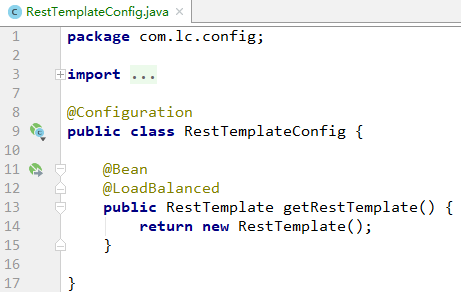 RestTemplateConfig.java
1 package com.lc.config;
2
3 import ...
7
8 @Configuration
9 public class RestTemplateConfig {
10
11 @Bean
12 @LoadBalanced
13 public RestTemplate getRestTemplate() {
14 return new RestTemplate();
15 }
16
17 }